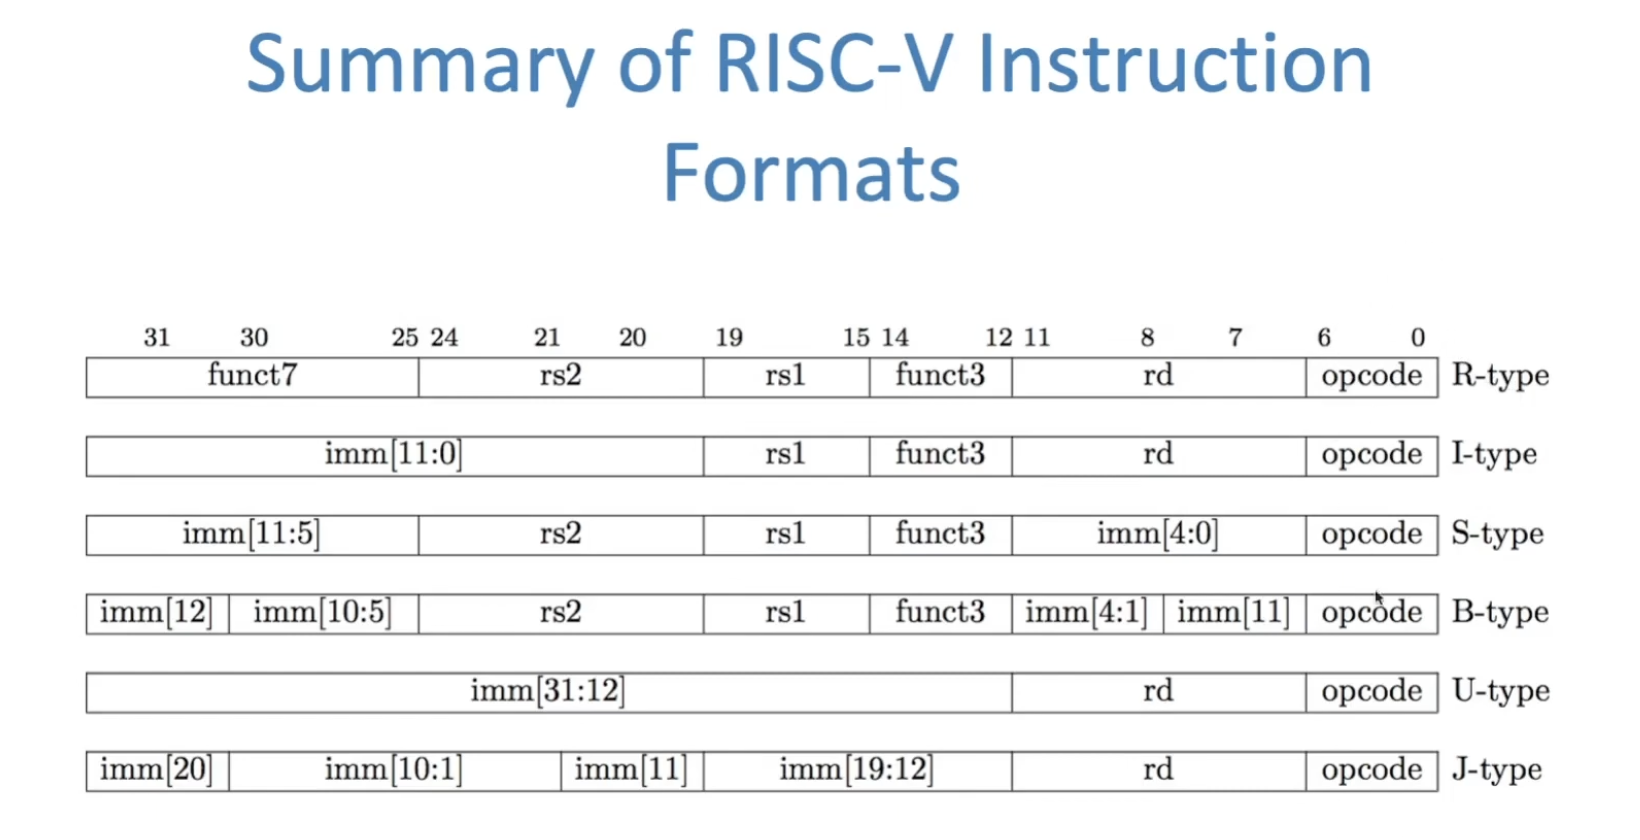 Summary of RISC-V Instruction
Formats
31 30 25 24 21 20 19 15 14 12 11 8 7 6 0
funct7 rs2 rs1 funct3 rd opcode R-type
imm[11:0] rs1 funct3 rd opcode I-type
imm[11:5] rs2 rs1 funct3 imm[4:0] opcode S-type
imm[12] imm[10:5] rs2 rs1 funct3 imm[4:1] imm[11] opcode B-type
imm[31:12] rd opcode U-type
imm[20] imm[10:1] imm[11] imm[19:12] rd opcode J-type